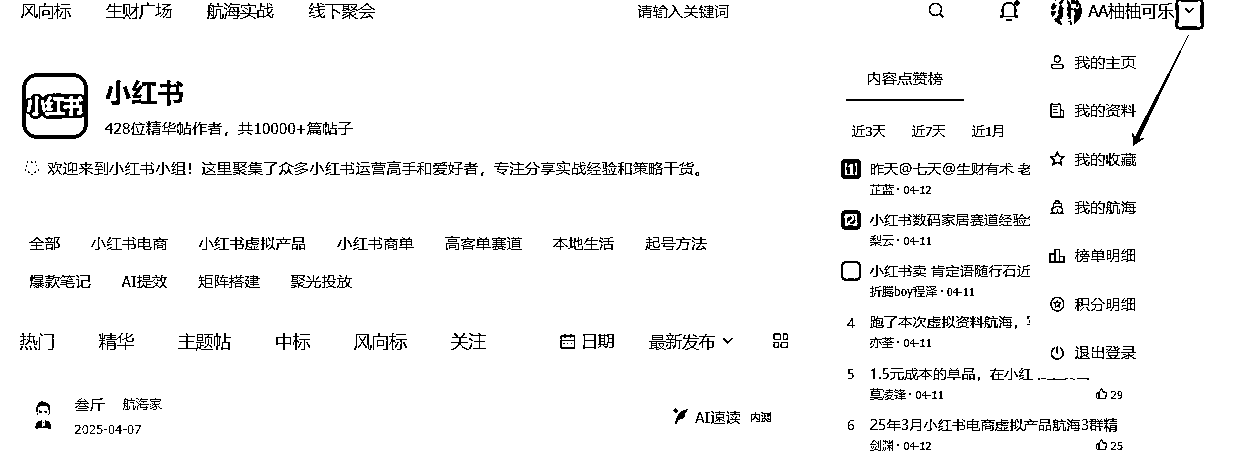 风向标 生财广场 航海实战 线下聚会 请输入关键词 AA柚柚可乐
小红书
小红书
428位精华帖作者，共10000+篇帖子
欢迎来到小红书小组！这里聚集了众多小红书运营高手和爱好者，专注分享实战经验和策略干货。
全部 小红书电商 小红书虚拟产品 小红书商单 高客单赛道 本地生活 起号方法
爆款笔记 AI提效 矩阵搭建 聚光投放
热门 精华 主题帖 中标 风向标 关注 日期 最新发布
叁斤 航海家
2025-04-07
AI速读 内测
内容点赞榜
近3天 近7天 近1月
1 昨天@七天@生财有术 老
芷蓝 · 04-12
2 小红书数码家居赛道经验
梨云 · 04-11
小红书卖 肯定语随行石近
折腾boy程泽 · 04-11
4 跑了本次虚拟资料航海，
亦荃 · 04-11
5 1.5元成本的单品，在小红
莫凌锋 · 04-11 29
6 25年3月小红书电商虚拟产品航海3群精
剑渊 · 04-12 25
我的主页
我的资料
我的收藏
我的航海
榜单明细
积分明细
退出登录